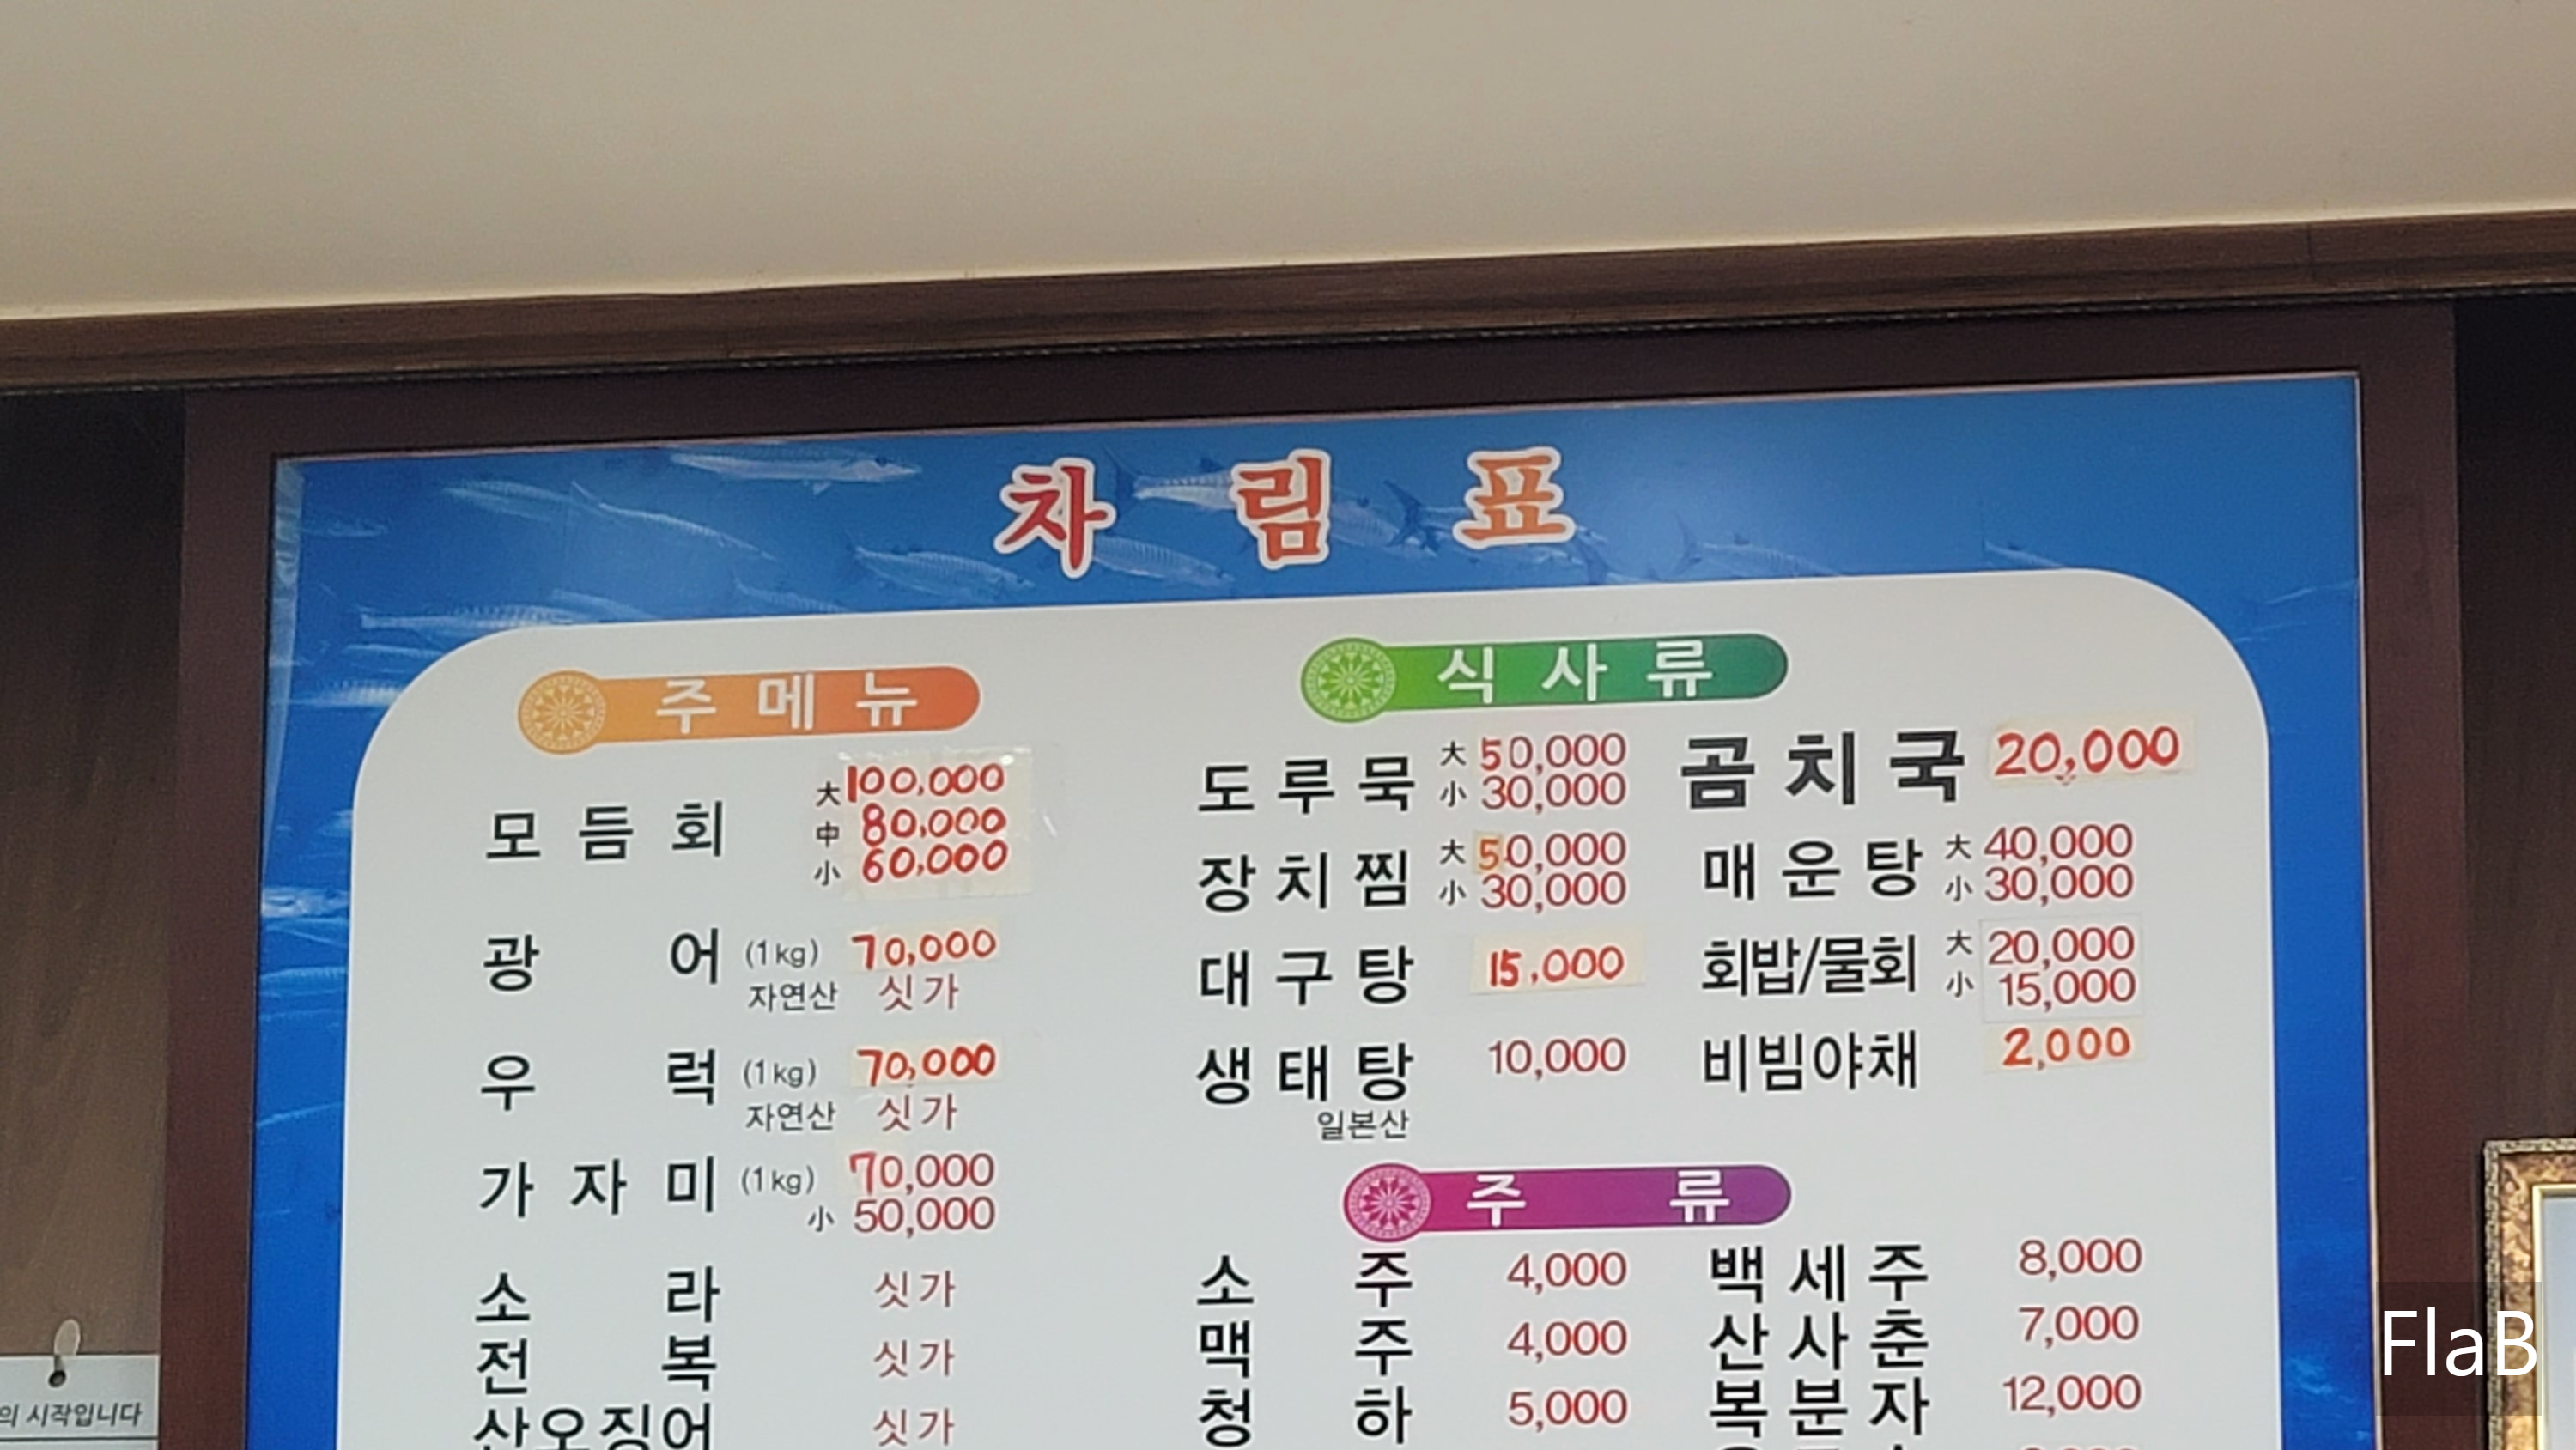 차림표
주메뉴
모듬회 大 100,000
中 80,000
小 60,000
광어 (1kg) 70,000
자연산 싯가
우럭 (1kg) 70,000
자연산 싯가
가자미 (1kg) 70,000
小 50,000
소라 싯가
전복 싯가
산오징어 싯가
식사류
도루묵 大 50,000
小 30,000
장치찜 大 50,000
小 30,000
대구탕 15,000
생태탕 10,000
일본산
곰치국 20,000
매운탕 大 40,000
小 30,000
회밥/물회 大 20,000
小 15,000
비빔야채 2,000
주류
소주 4,000
맥주 4,000
청하 5,000
백세주 8,000
산사춘 7,000
복분자 12,000
의 시작입니다
FlaB